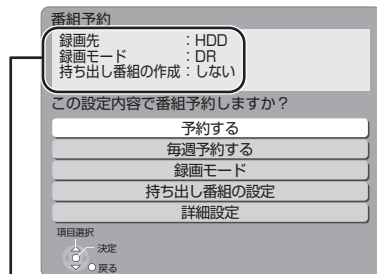 番組予約
録画先　　　　　：HDD
録画モード　　　：DR
持ち出し番組の作成：しない
この設定内容で番組予約しますか？
予約する
毎週予約する
録画モード
持ち出し番組の設定
詳細設定
項目選択
決定
戻る